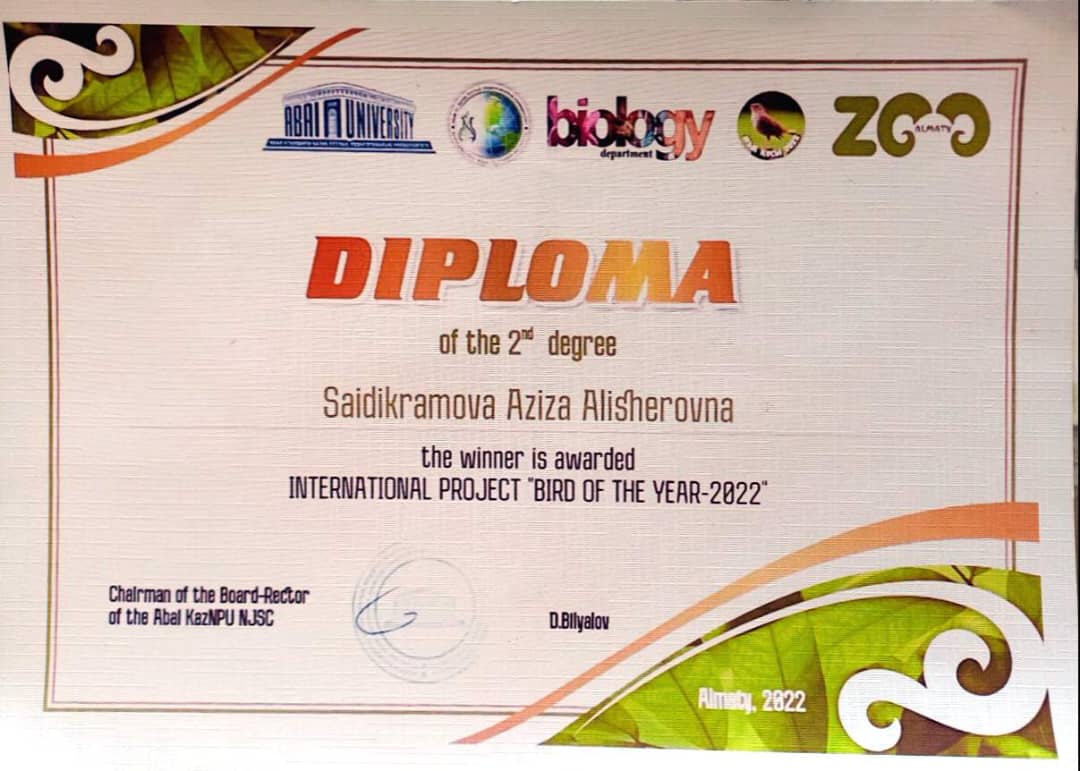 ABAI UNIVERSITY
biology
department
ZOO
ALMATY
DIPLOMA
of the 2nd degree
Saidikramova Aziza Alisherovna
the winner is awarded
INTERNATIONAL PROJECT "BIRD OF THE YEAR-2022"
Chairman of the Board-Rector
of the Abai KazNPU NJSC
D.Bilyalov
Almaty, 2022